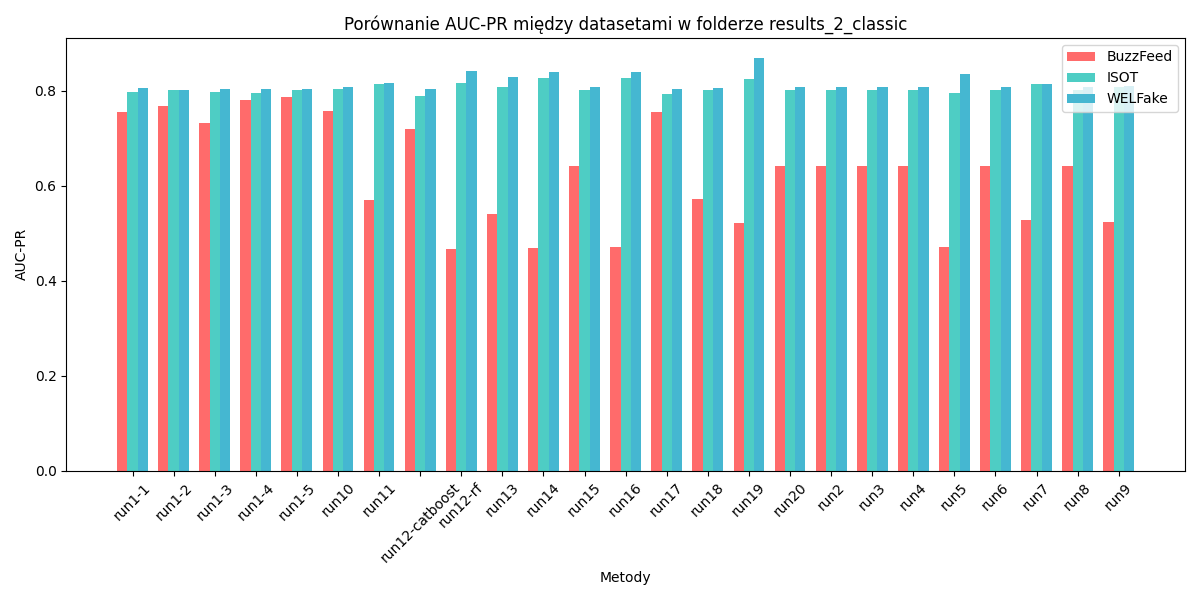 Porównanie AUC-PR między datasetami w folderze results_2_classic
BuzzFeed
ISOT
WELFake
AUC-PR
0.8
0.6
0.4
0.2
0.0
run1-1
run1-2
run1-3
run1-4
run1-5
run10
run11
run12-catboost
run12-rf
run13
run14
run15
run16
run17
run18
run19
run20
run2
run3
run4
run5
run6
run7
run8
run9
Metody